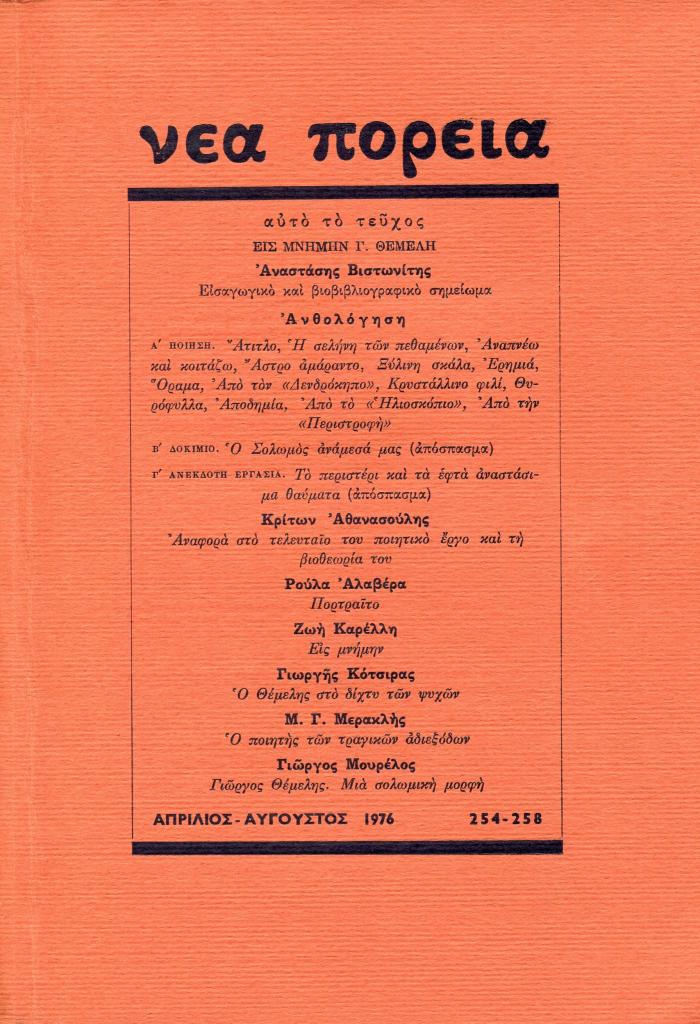 νεα πορεια
αὐτὸ τὸ τεῦχος
ΕΙΣ ΜΝΗΜΗΝ Γ. ΘΕΜΕΛΗ
Ἀναστάσης Βιστωνίτης
Εἰσαγωγικὸ καὶ βιοβιβλιογραφικὸ σημείωμα
Ἀνθολόγηση
Α΄ ΠΟΙΗΣΗ. Ἄτιτλο, Ἡ σελήνη τῶν πεθαμένων, Ἀναπνέω
καὶ κοιτάζω, Ἄστρο ἀμάραντο, Ξύλινη σκάλα, Ἐρημιά,
Ὅραμα, Ἀπὸ τὸν «Δενδρόκηπο», Κρυστάλλινο φιλί, Θυ-
ρόφυλλα, Ἀποδημία, Ἀπὸ τὸ «Ἡλιοσκόπιο», Ἀπὸ τὴν
«Περιστροφὴ»
Β΄ ΔΟΚΙΜΙΟ. Ὁ Σολωμὸς ἀνάμεσά μας (ἀπόσπασμα)
Γ΄ ΑΝΕΚΔΟΤΗ ΕΡΓΑΣΙΑ. Τὸ περιστέρι καὶ τὰ ἑφτὰ ἀναστάσι-
μα θαύματα (ἀπόσπασμα)
Κρίτων Ἀθανασούλης
Ἀναφορὰ στὸ τελευταῖο του ποιητικὸ ἔργο καὶ τὴ
βιοθεωρία του
Ρούλα Ἀλαβέρα
Πορτραῖτο
Ζωὴ Καρέλλη
Εἰς μνήμην
Γιωργῆς Κότσιρας
Ὁ Θέμελης στὸ δίχτυ τῶν ψυχῶν
Μ. Γ. Μερακλὴς
Ὁ ποιητὴς τῶν τραγικῶν ἀδιεξόδων
Γιῶργος Μουρέλος
Γιῶργος Θέμελης. Μιὰ σολωμικὴ μορφὴ
ΑΠΡΙΛΙΟΣ - ΑΥΓΟΥΣΤΟΣ 1976 254-258